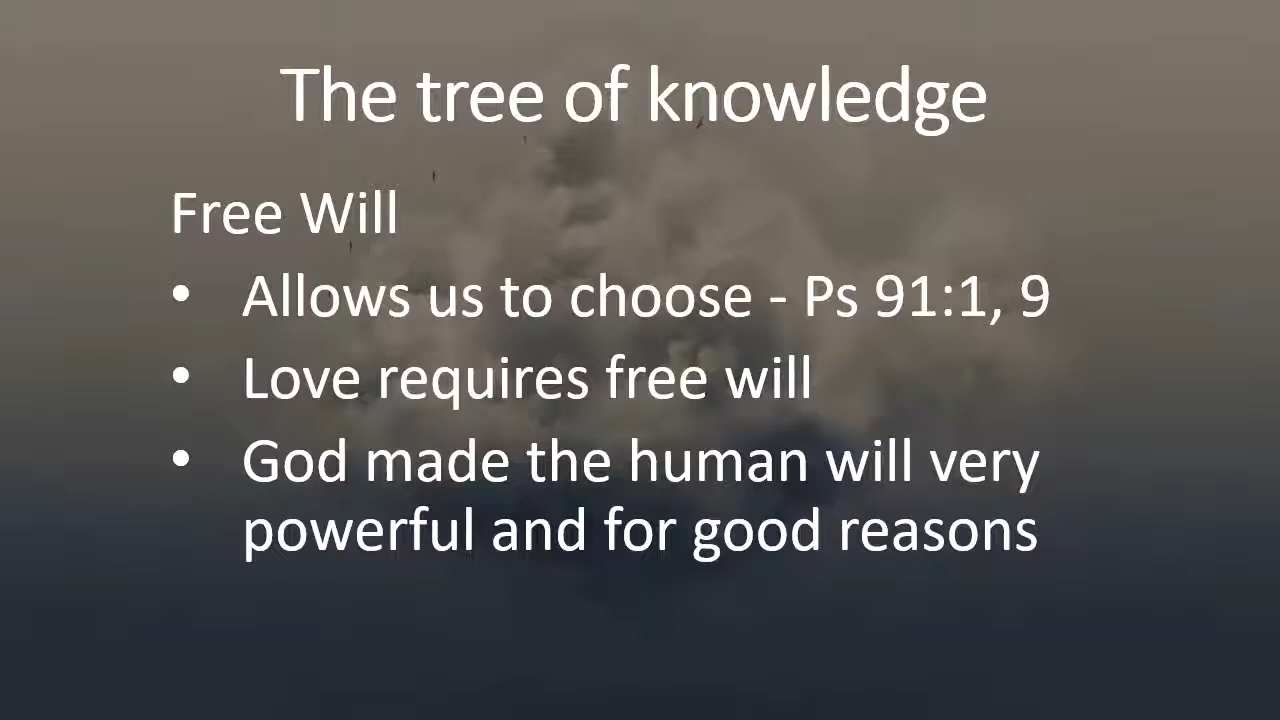 The tree of knowledge
Free Will
• Allows us to choose - Ps 91:1, 9
• Love requires free will
• God made the human will very
powerful and for good reasons